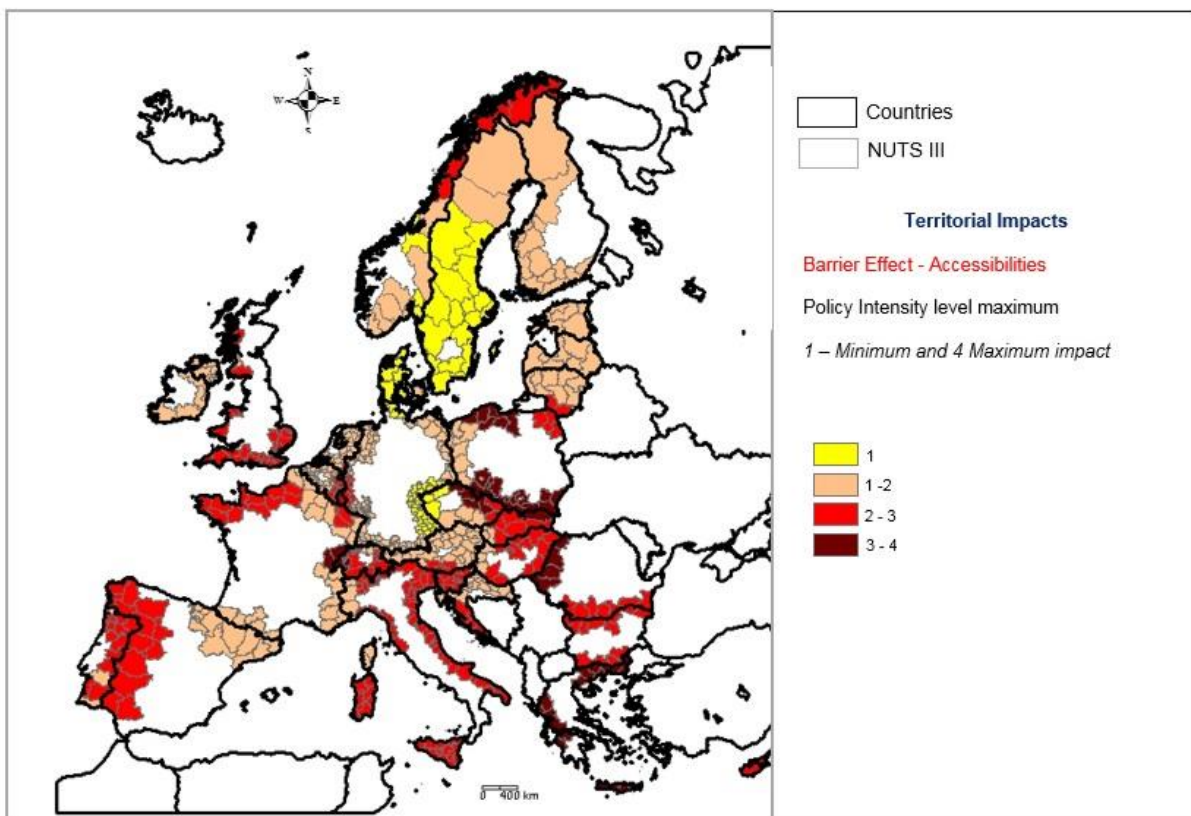 N
W E
S
0 400 km
Countries
NUTS III
Territorial Impacts
Barrier Effect - Accessibilities
Policy Intensity level maximum
1 – Minimum and 4 Maximum impact
1
1 -2
2 - 3
3 - 4